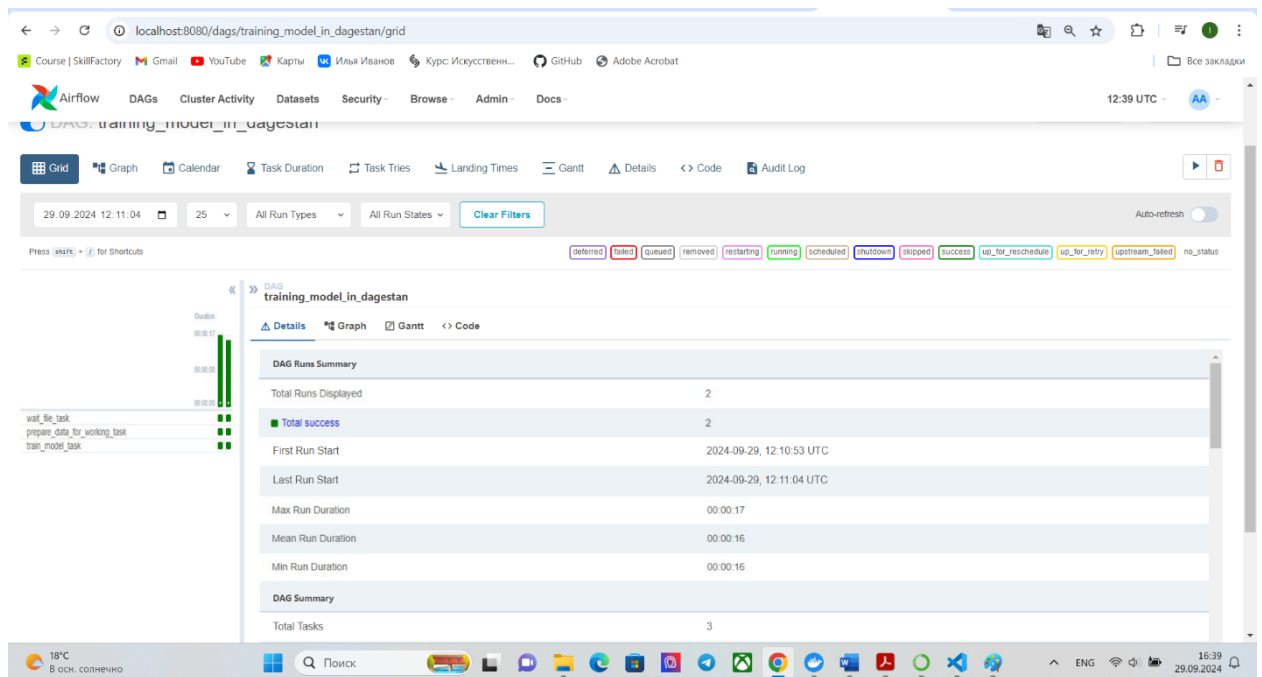 localhost:8080/dags/training_model_in_dagestan/grid
Course | SkillFactory Gmail YouTube Карты Илья Иванов Курс: Искусственн... GitHub Adobe Acrobat Все закладки
Airflow DAGs Cluster Activity Datasets Security Browse Admin Docs 12:39 UTC AA
DAG: training_model_in_dagestan
Grid Graph Calendar Task Duration Task Tries Landing Times Gantt Details <> Code Audit Log
29.09.2024 12:11:04 25 All Run Types All Run States Clear Filters Auto-refresh
Press shift + / for Shortcuts deferred failed queued removed restarting running scheduled shutdown skipped success up_for_reschedule up_for_retry upstream_failed no_status
DAG
training_model_in_dagestan
Duration
00:00:17
00:00:08
00:00:00
wait_file_task
prepare_data_for_working_task
train_model_task
Details Graph Gantt <> Code
DAG Runs Summary
Total Runs Displayed 2
Total success 2
First Run Start 2024-09-29, 12:10:53 UTC
Last Run Start 2024-09-29, 12:11:04 UTC
Max Run Duration 00:00:17
Mean Run Duration 00:00:16
Min Run Duration 00:00:16
DAG Summary
Total Tasks 3
18°C
В осн. солнечно
Поиск
ENG
16:39
29.09.2024